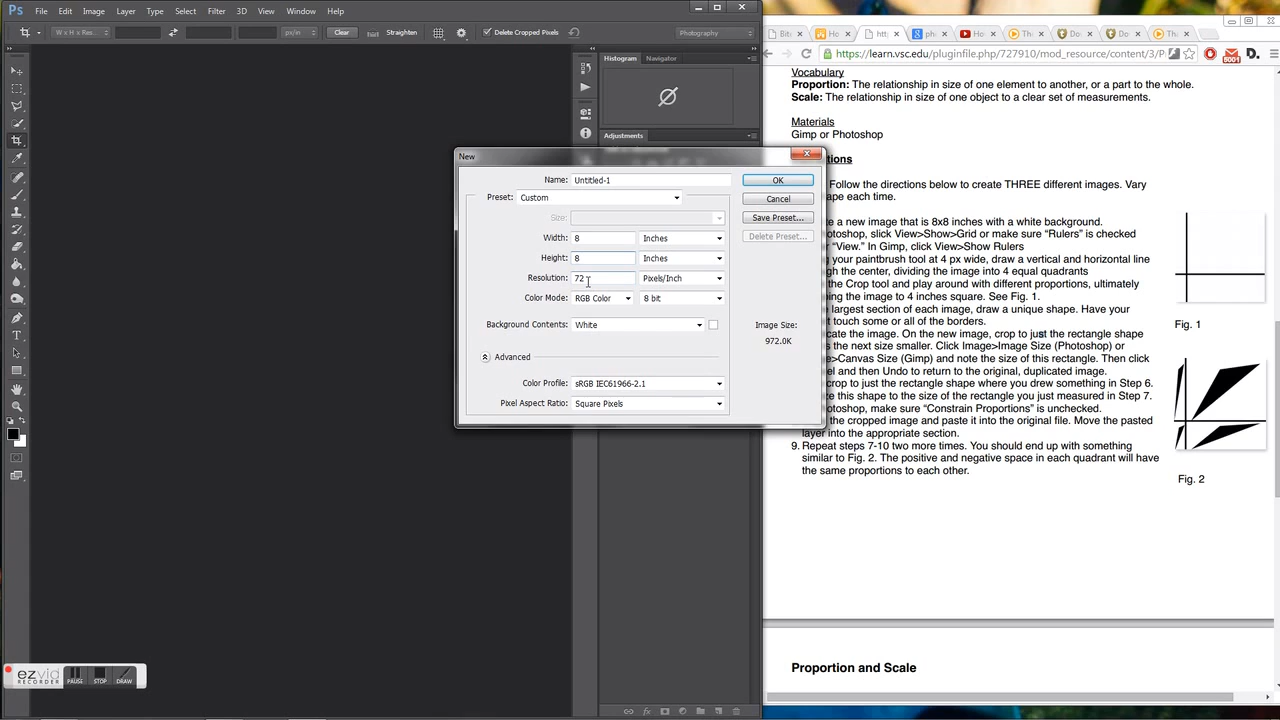 Ps File Edit Image Layer Type Select Filter 3D View Window Help
W x H x Res... px/in Clear Straighten Delete Cropped Pixels Photography
Histogram Navigator
Adjustments
New
Name: Untitled-1 OK
Preset: Custom Cancel
Size: Save Preset...
Width: 8 Inches Delete Preset...
Height: 8 Inches
Resolution: 72 Pixels/Inch
Color Mode: RGB Color 8 bit
Background Contents: White Image Size:
972.0K
Advanced
Color Profile: sRGB IEC61966-2.1
Pixel Aspect Ratio: Square Pixels
ezvid
RECORDER
PAUSE STOP DRAW
https://learn.vsc.edu/pluginfile.php/727910/mod_resource/content/3/P
500+
Vocabulary
Proportion: The relationship in size of one element to another, or a part to the whole.
Scale: The relationship in size of one object to a clear set of measurements.
Materials
Gimp or Photoshop
tions
Follow the directions below to create THREE different images. Vary
ape each time.
te a new image that is 8x8 inches with a white background.
otoshop, slick View>Show>Grid or make sure “Rulers” is checked
r “View.” In Gimp, click View>Show Rulers
g your paintbrush tool at 4 px wide, draw a vertical and horizontal line
gh the center, dividing the image into 4 equal quadrants
the Crop tool and play around with different proportions, ultimately
ing the image to 4 inches square. See Fig. 1.
e largest section of each image, draw a unique shape. Have your
t touch some or all of the borders.
icate the image. On the new image, crop to just the rectangle shape
s the next size smaller. Click Image>Image Size (Photoshop) or
e>Canvas Size (Gimp) and note the size of this rectangle. Then click
el and then Undo to return to the original, duplicated image.
crop to just the rectangle shape where you drew something in Step 6.
ze this shape to the size of the rectangle you just measured in Step 7.
otoshop, make sure “Constrain Proportions” is unchecked.
the cropped image and paste it into the original file. Move the pasted
layer into the appropriate section.
9. Repeat steps 7-10 two more times. You should end up with something
similar to Fig. 2. The positive and negative space in each quadrant will have
the same proportions to each other.
Fig. 1
Fig. 2
Proportion and Scale